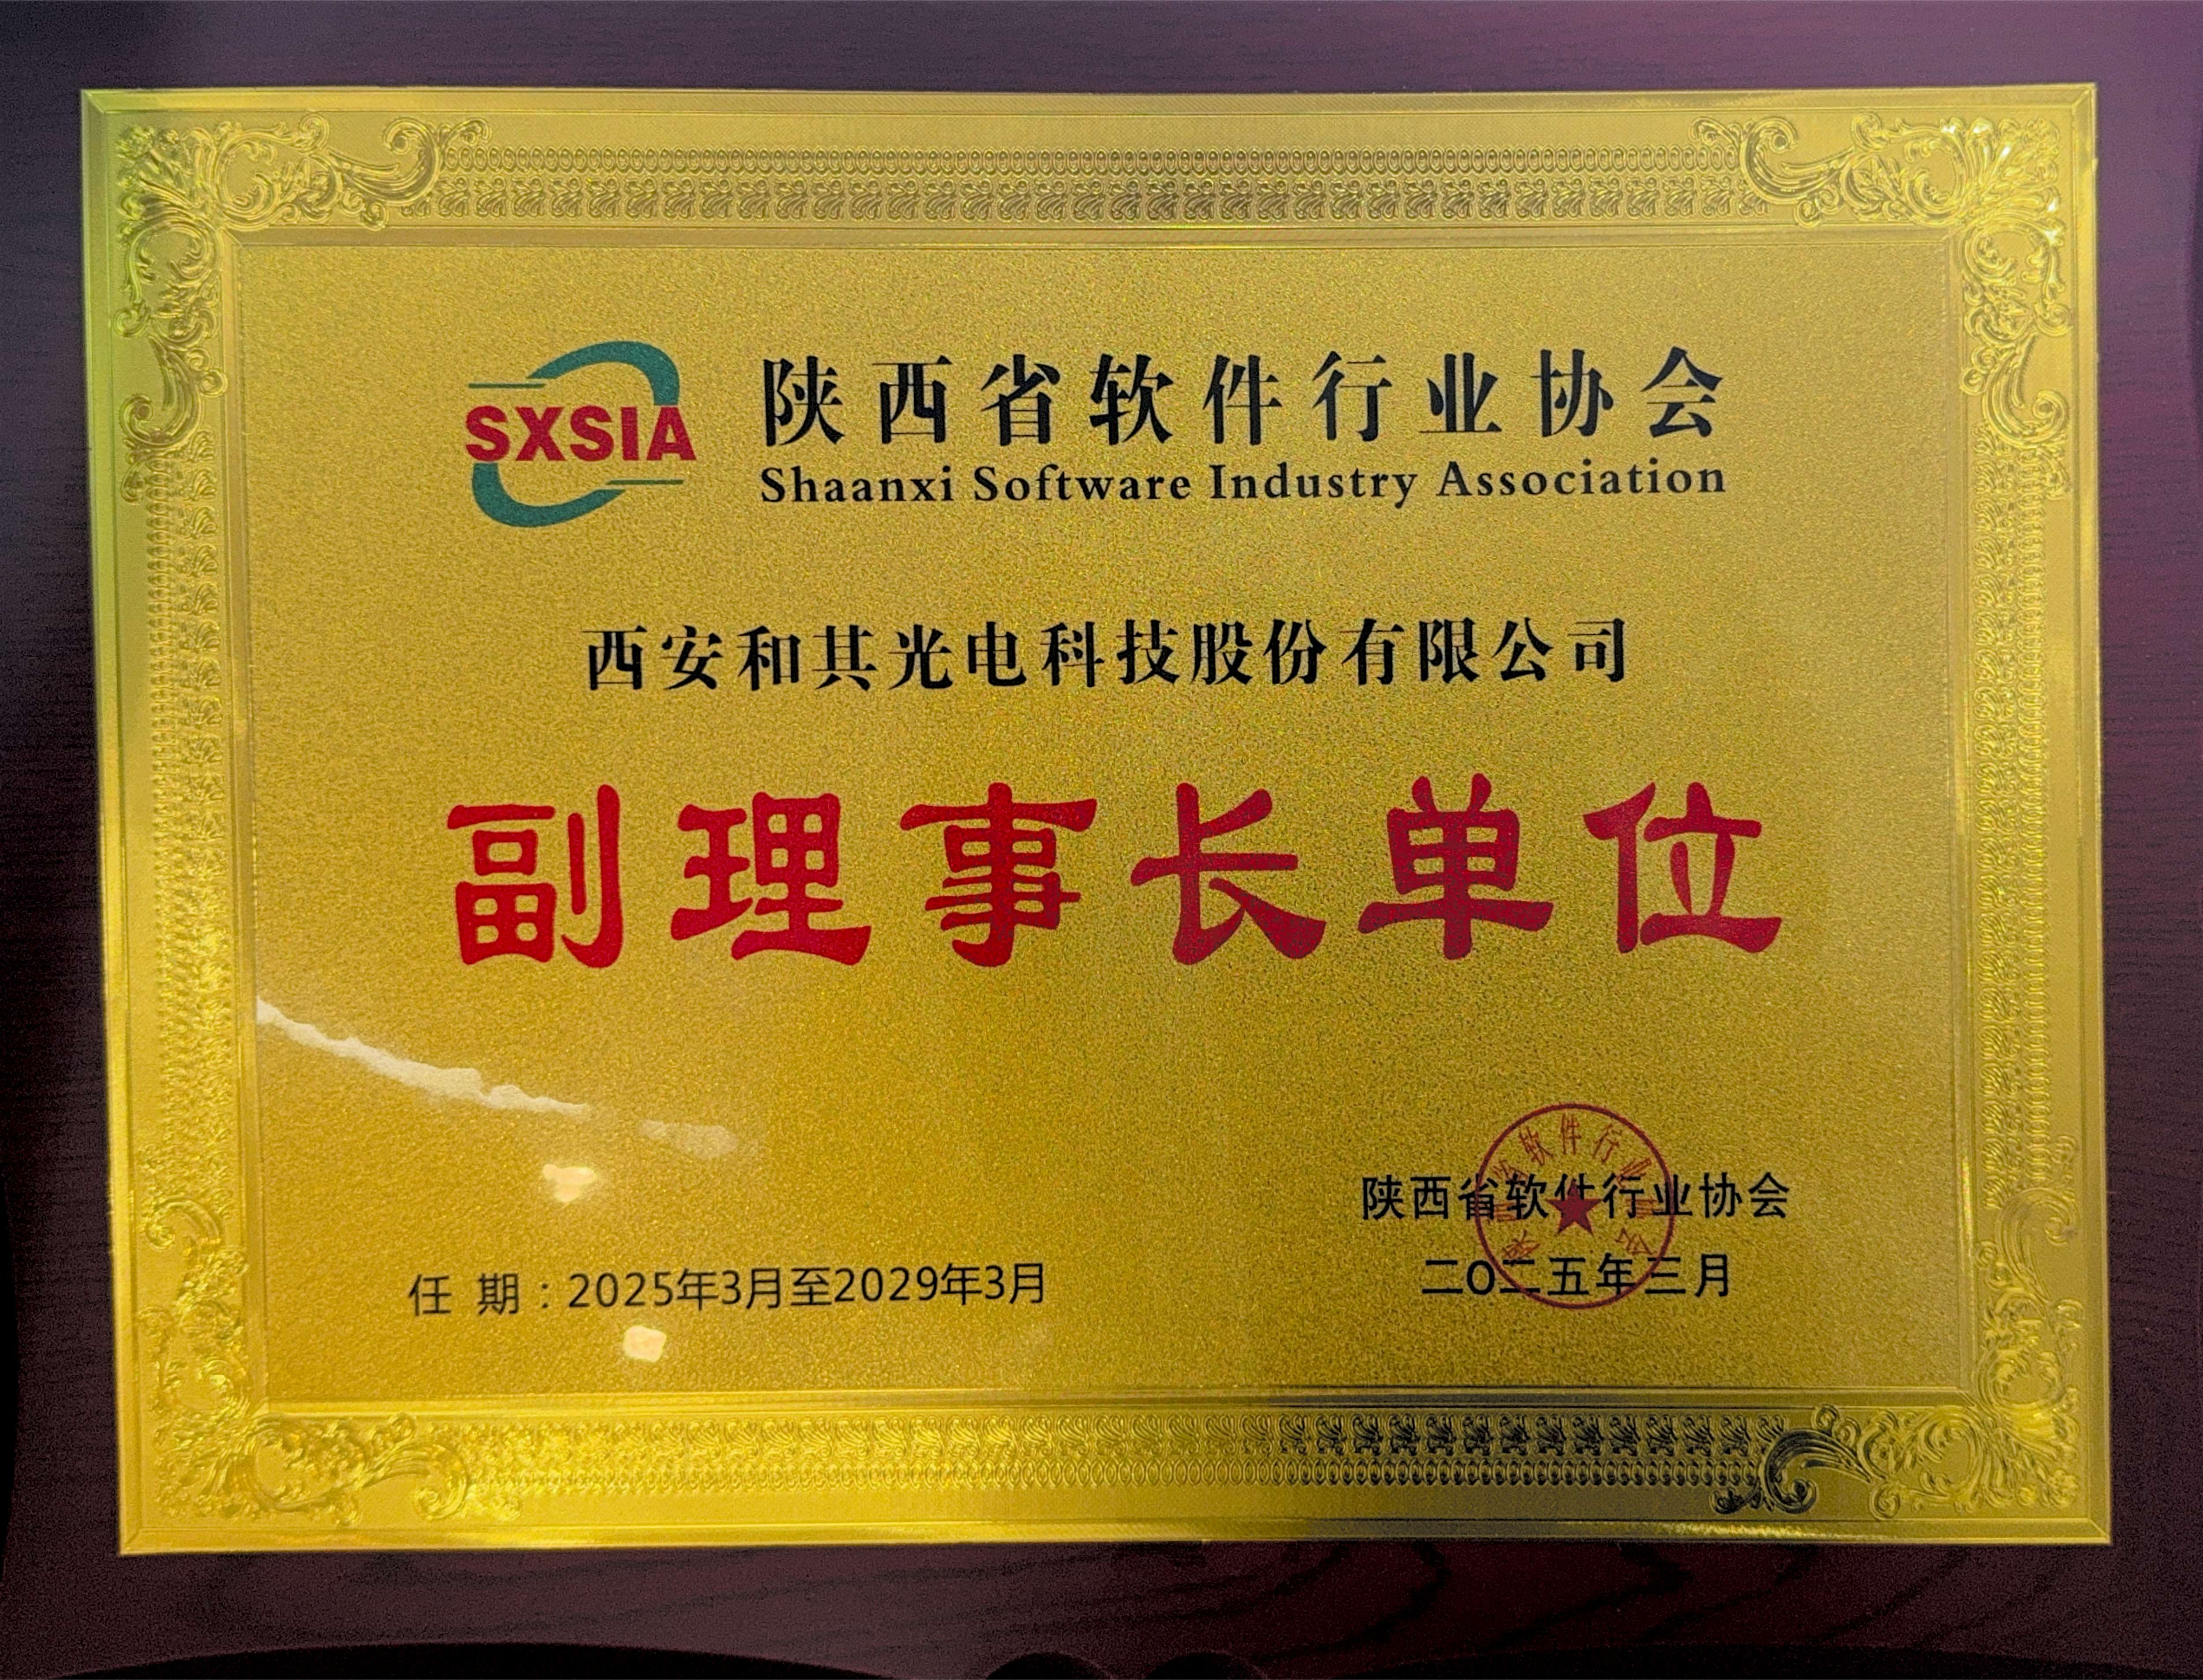 SXSIA
陕西省软件行业协会
Shaanxi Software Industry Association
西安和其光电科技股份有限公司
副理事长单位
陕西省软件行业协会
二〇二五年三月
任 期：2025年3月至2029年3月